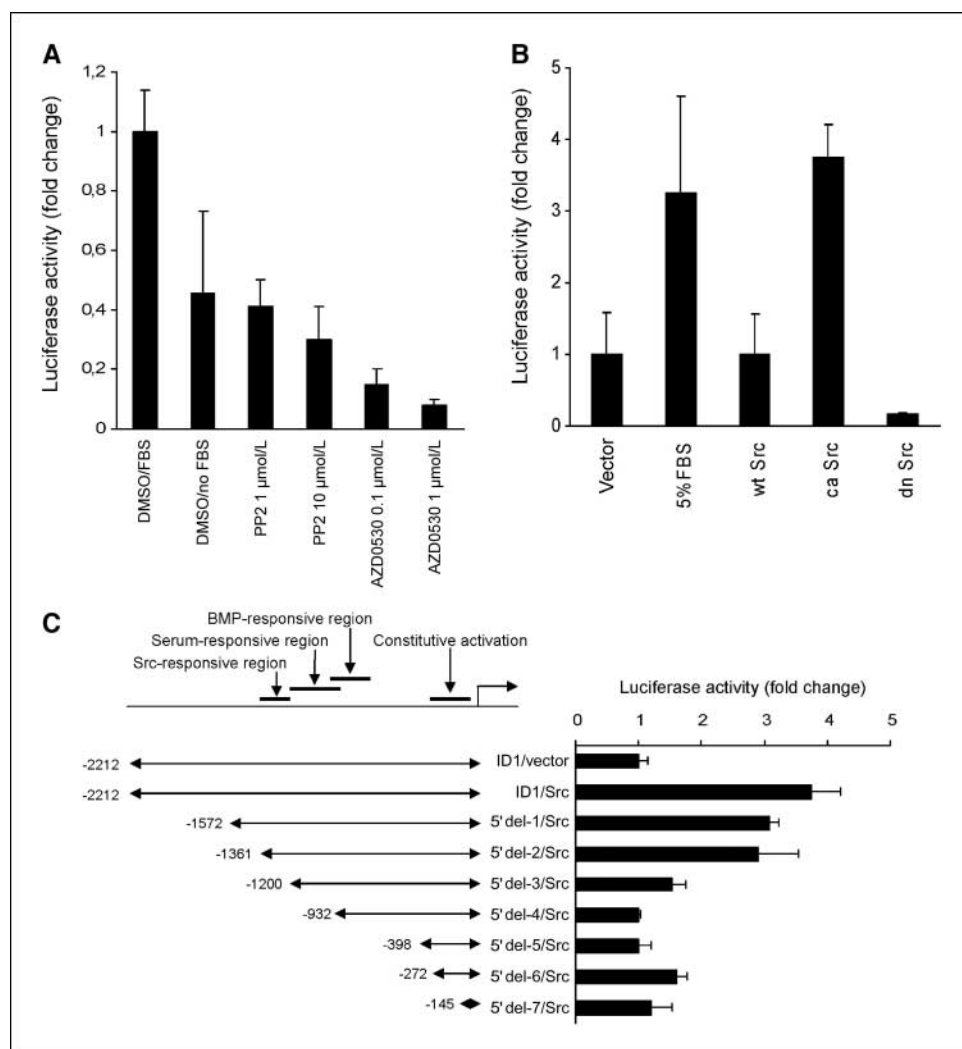 A
B
Luciferase activity (fold change)
1,2
1
0,8
0,6
0,4
0,2
0
DMSO/FBS
DMSO/no FBS
PP2 1 µmol/L
PP2 10 µmol/L
AZD0530 0.1 µmol/L
AZD0530 1 µmol/L
Luciferase activity (fold change)
5
4
3
2
1
0
Vector
5% FBS
wt Src
ca Src
dn Src
C
BMP-responsive region
Serum-responsive region
Constitutive activation
Src-responsive region
Luciferase activity (fold change)
0 1 2 3 4 5
-2212 ID1/vector
-2212 ID1/Src
-1572 5' del-1/Src
-1361 5' del-2/Src
-1200 5' del-3/Src
-932 5' del-4/Src
-398 5' del-5/Src
-272 5' del-6/Src
-145 5' del-7/Src